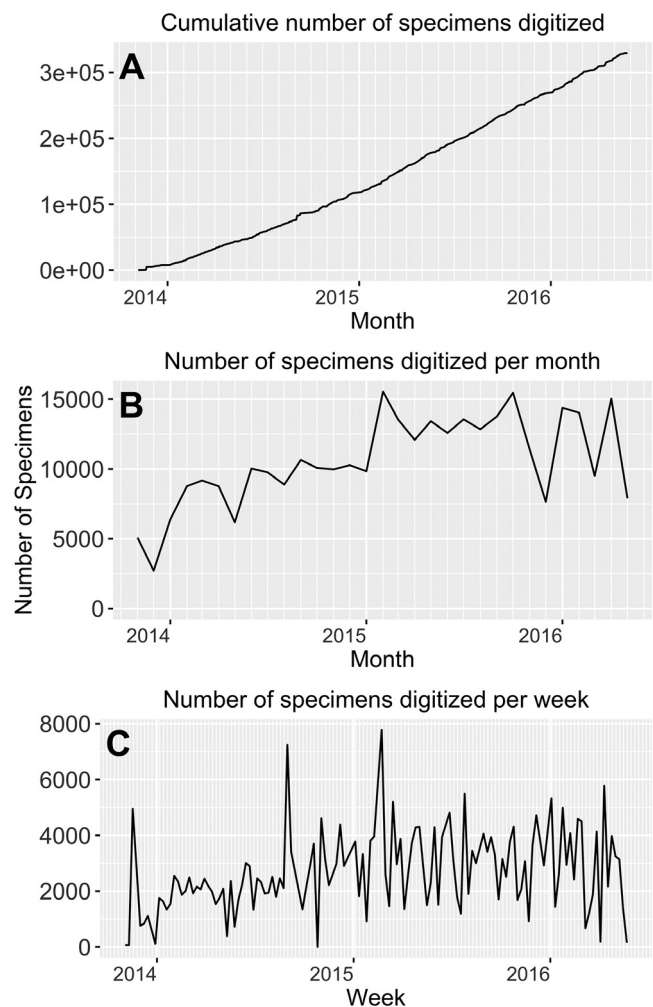 Cumulative number of specimens digitized
A
3e+05
2e+05
1e+05
0e+00
2014 2015 2016
Month
Number of specimens digitized per month
B
Number of Specimens
15000
10000
5000
0
2014 2015 2016
Month
Number of specimens digitized per week
C
8000
6000
4000
2000
0
2014 2015 2016
Week